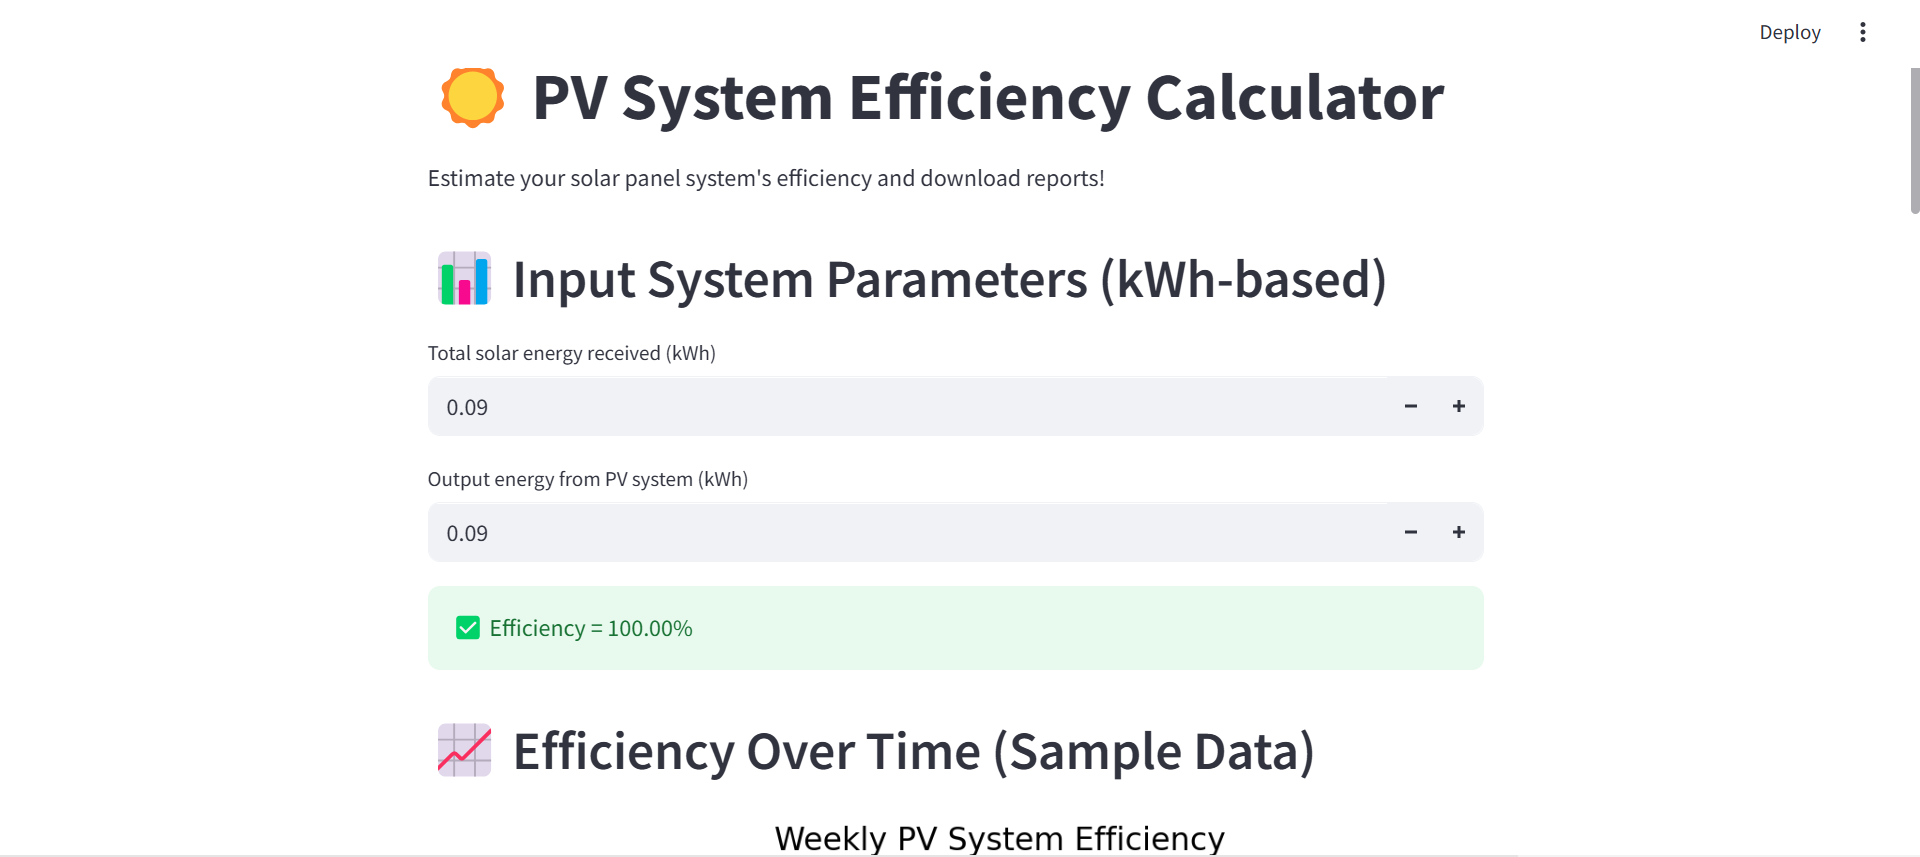 Deploy
PV System Efficiency Calculator
Estimate your solar panel system's efficiency and download reports!
Input System Parameters (kWh-based)
Total solar energy received (kWh)
0.09
Output energy from PV system (kWh)
0.09
Efficiency = 100.00%
Efficiency Over Time (Sample Data)
Weekly PV System Efficiency